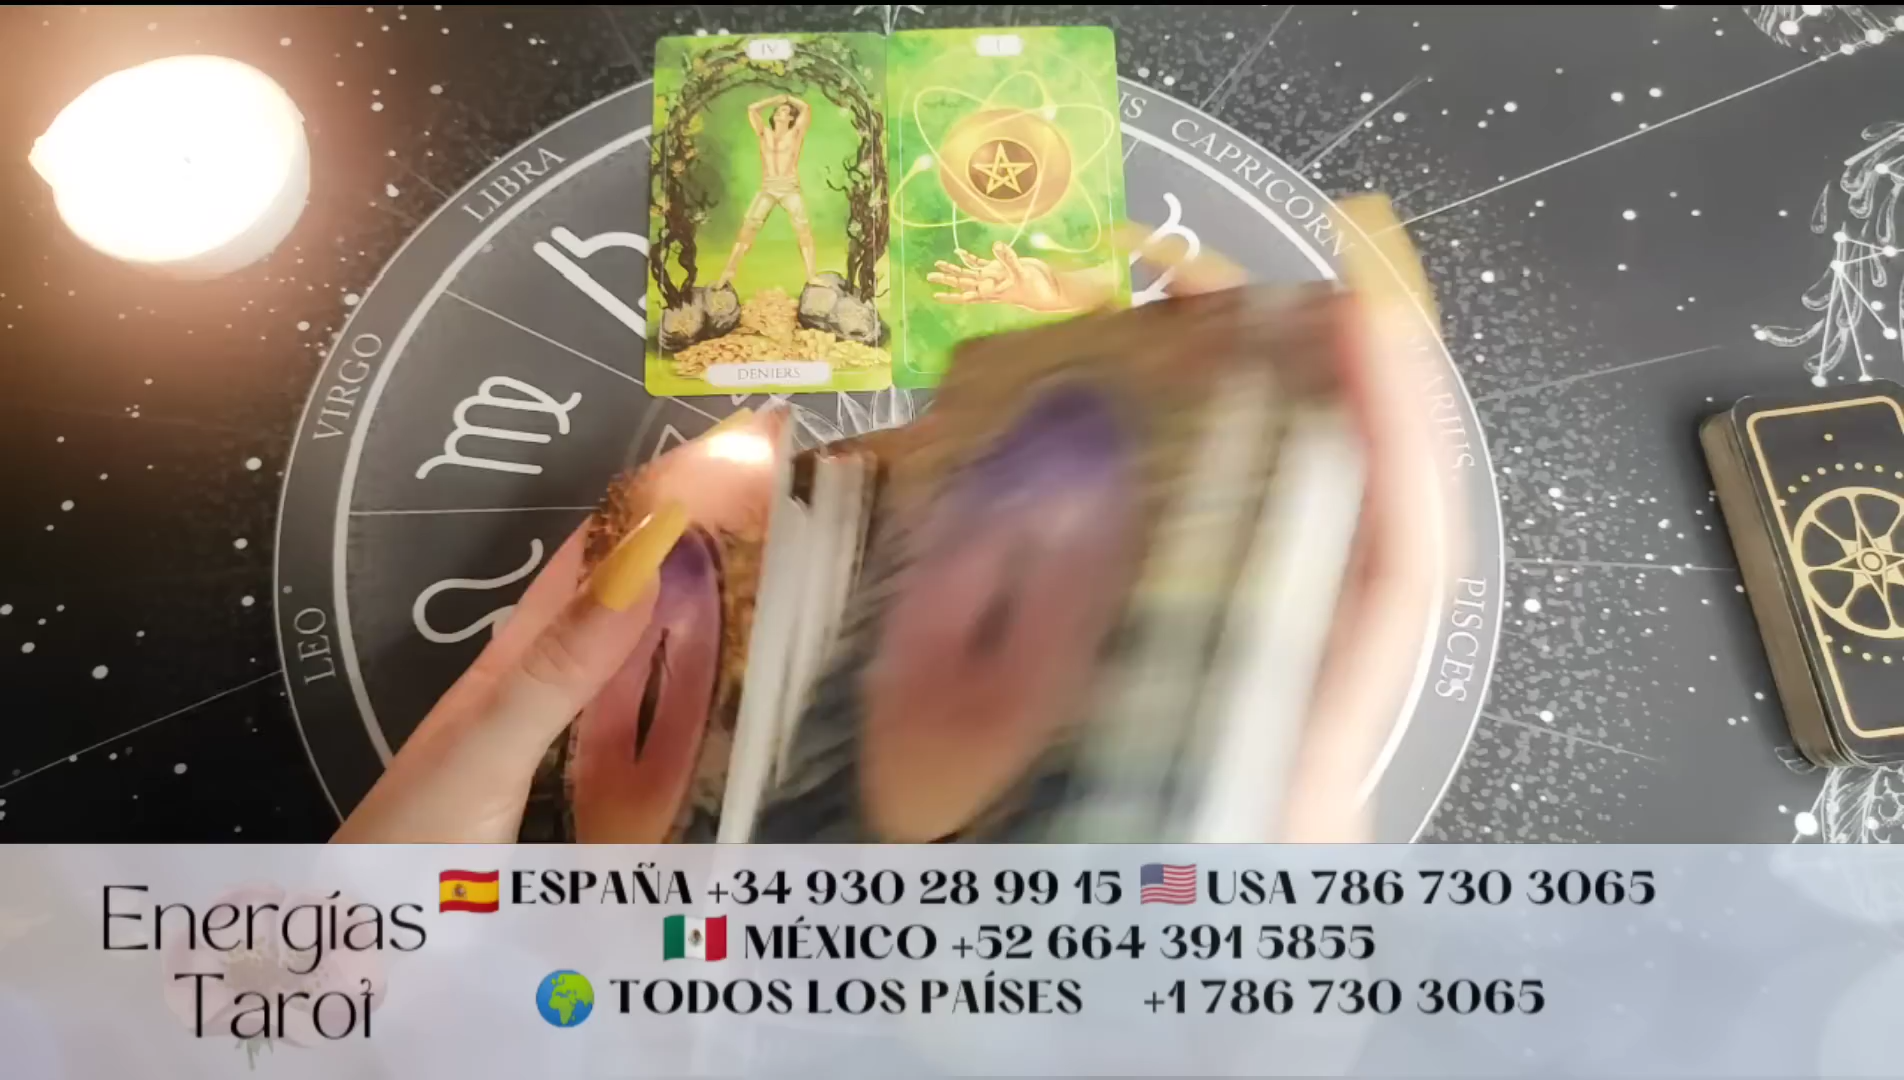 IV
I
DENIERS
LIBRA
VIRGO
LEO
CAPRICORN
PISCES
Energías
Tarot
🇪🇸 ESPAÑA +34 930 28 99 15 🇺🇸 USA 786 730 3065
🇲🇽 MÉXICO +52 664 391 5855
🌍 TODOS LOS PAÍSES +1 786 730 3065